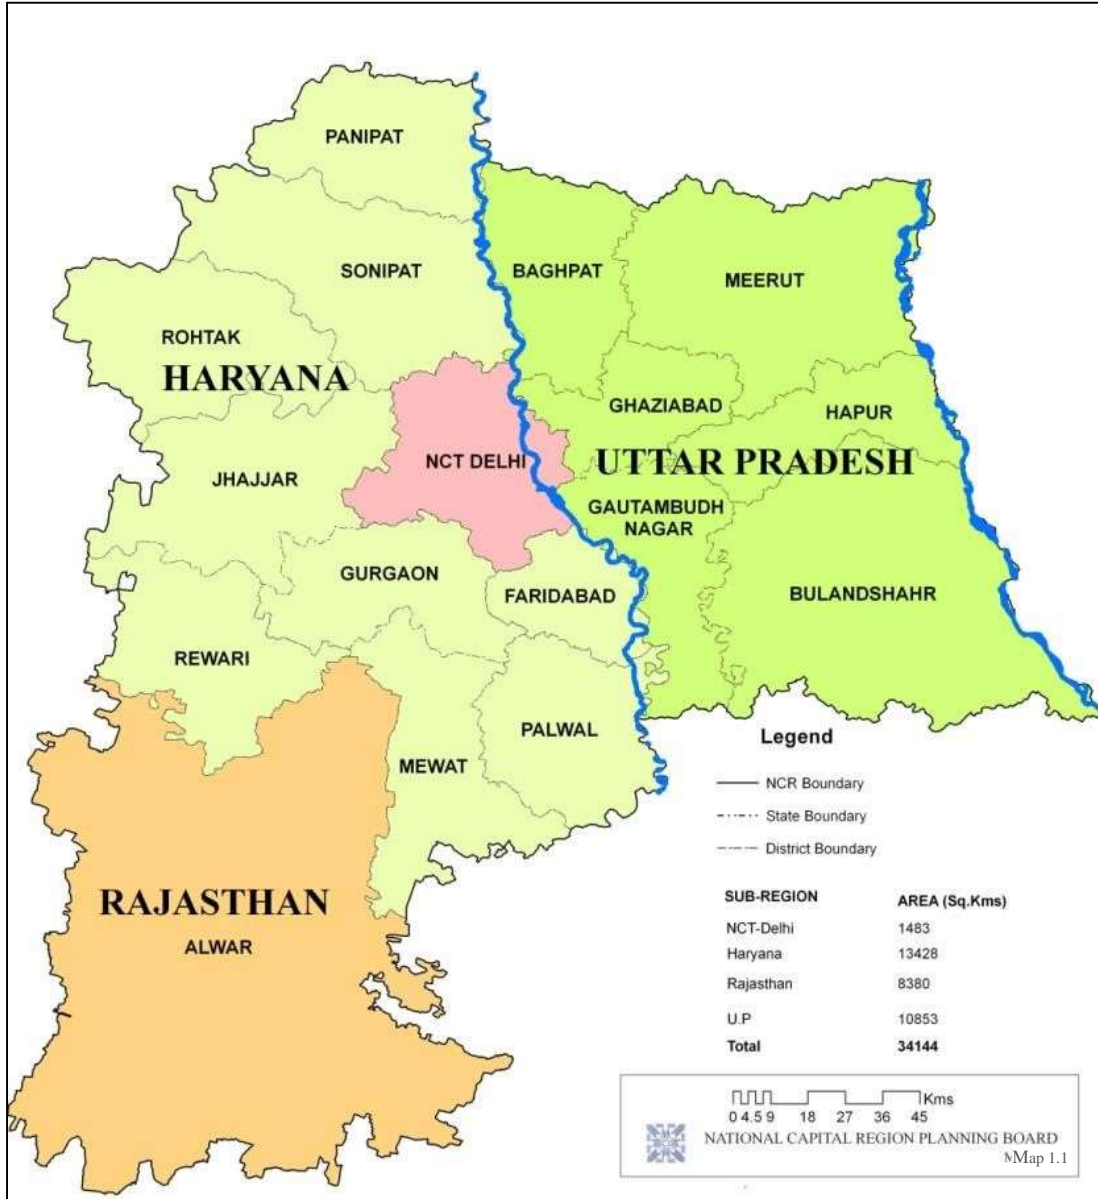 PANIPAT
SONIPAT
BAGHPAT
MEERUT
ROHTAK
HARYANA
GHAZIABAD
HAPUR
NCT DELHI
UTTAR PRADESH
JHAJJAR
GAUTAMBUDH
NAGAR
GURGAON
FARIDABAD
BULANDSHAHR
REWARI
PALWAL
MEWAT
RAJASTHAN
ALWAR
Legend
NCR Boundary
State Boundary
District Boundary
SUB-REGION AREA (Sq.Kms)
NCT-Delhi 1483
Haryana 13428
Rajasthan 8380
U.P 10853
Total 34144
Kms
0 4.5 9 18 27 36 45
NATIONAL CAPITAL REGION PLANNING BOARD
Map 1.1